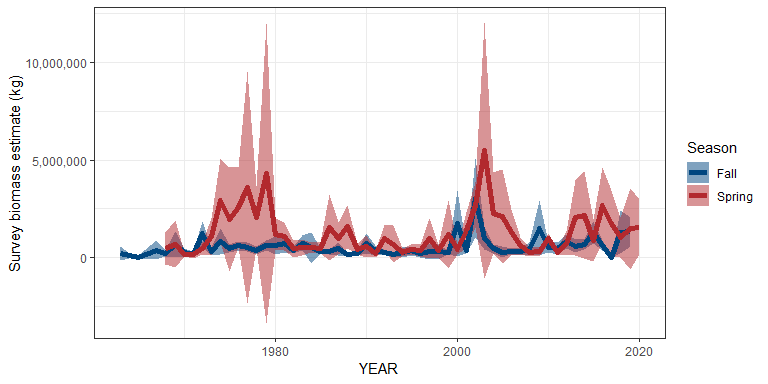 Survey biomass estimate (kg)
10,000,000
5,000,000
0
1980
2000
2020
YEAR
Season
Fall
Spring